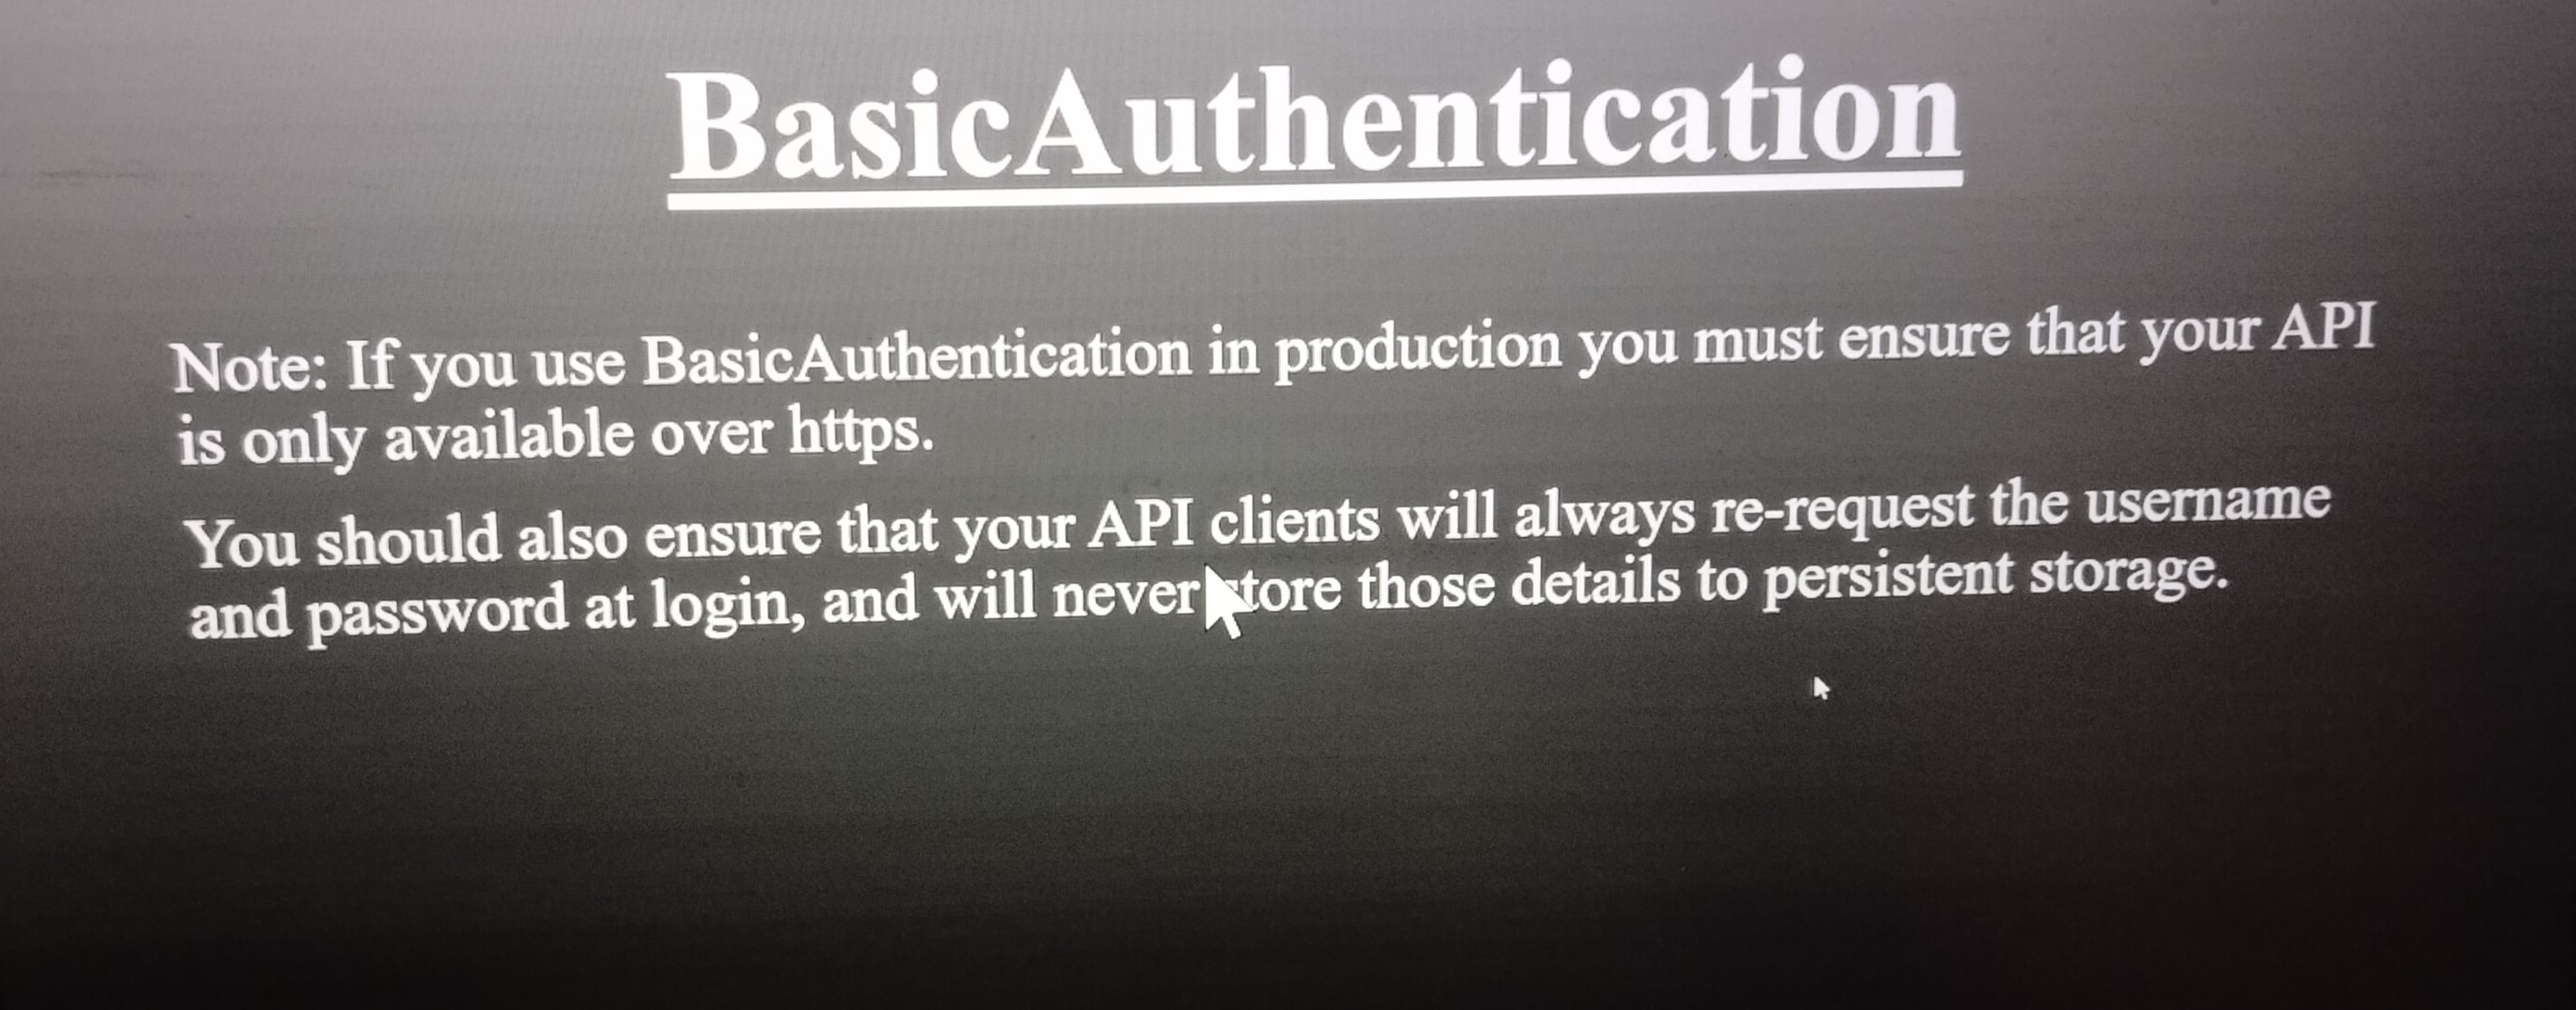 BasicAuthentication
Note: If you use BasicAuthentication in production you must ensure that your API
is only available over https.
You should also ensure that your API clients will always re-request the username
and password at login, and will never store those details to persistent storage.